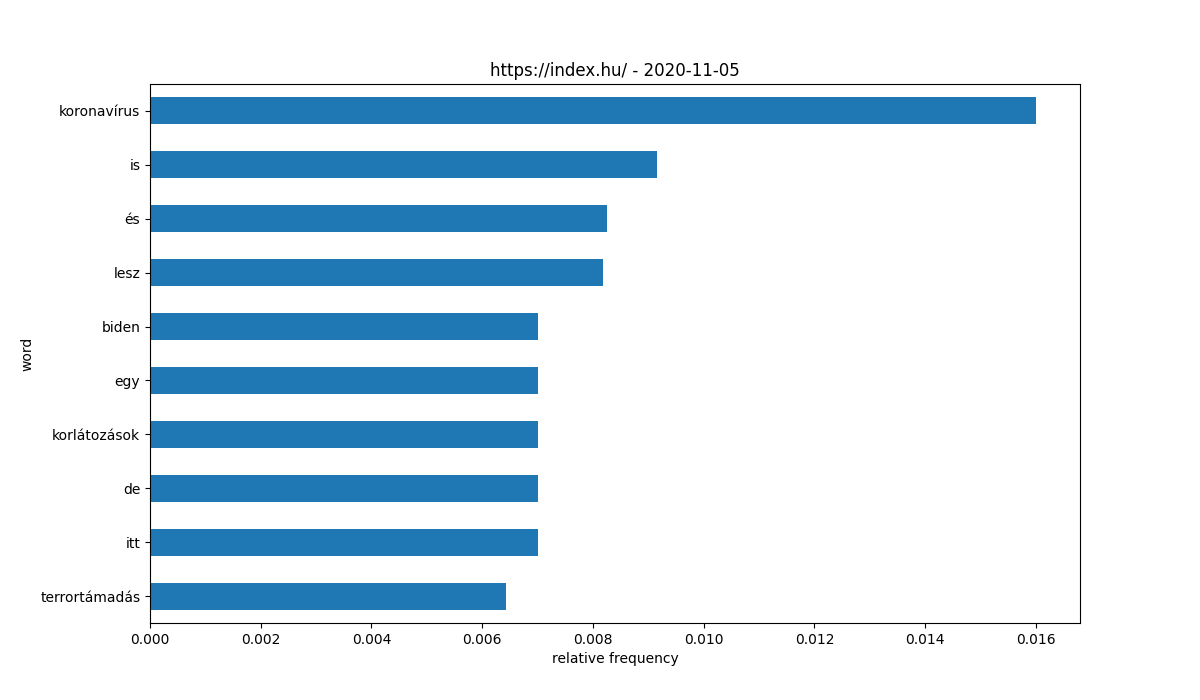 https://index.hu/ - 2020-11-05
word
koronavírus
is
és
lesz
biden
egy
korlátozások
de
itt
terrortámadás
0.000 0.002 0.004 0.006 0.008 0.010 0.012 0.014 0.016
relative frequency